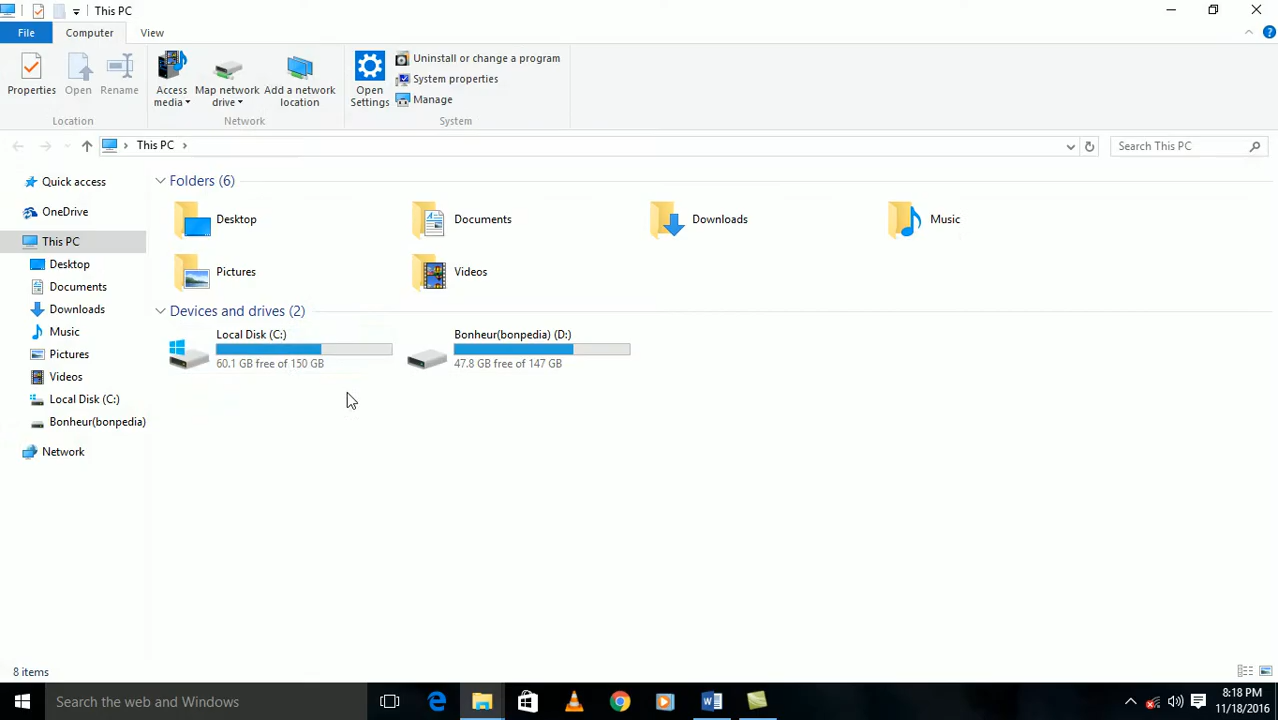 This PC
File Computer View
Properties Open Rename
Access media Map network drive Add a network location
Open Settings
Uninstall or change a program
System properties
Manage
Location Network System
This PC
Search This PC
Quick access
OneDrive
This PC
Desktop
Documents
Downloads
Music
Pictures
Videos
Local Disk (C:)
Bonheur(bonpedia)
Network
Folders (6)
Desktop Documents Downloads Music
Pictures Videos
Devices and drives (2)
Local Disk (C:)
60.1 GB free of 150 GB
Bonheur(bonpedia) (D:)
47.8 GB free of 147 GB
8 items
Search the web and Windows
8:18 PM
11/18/2016